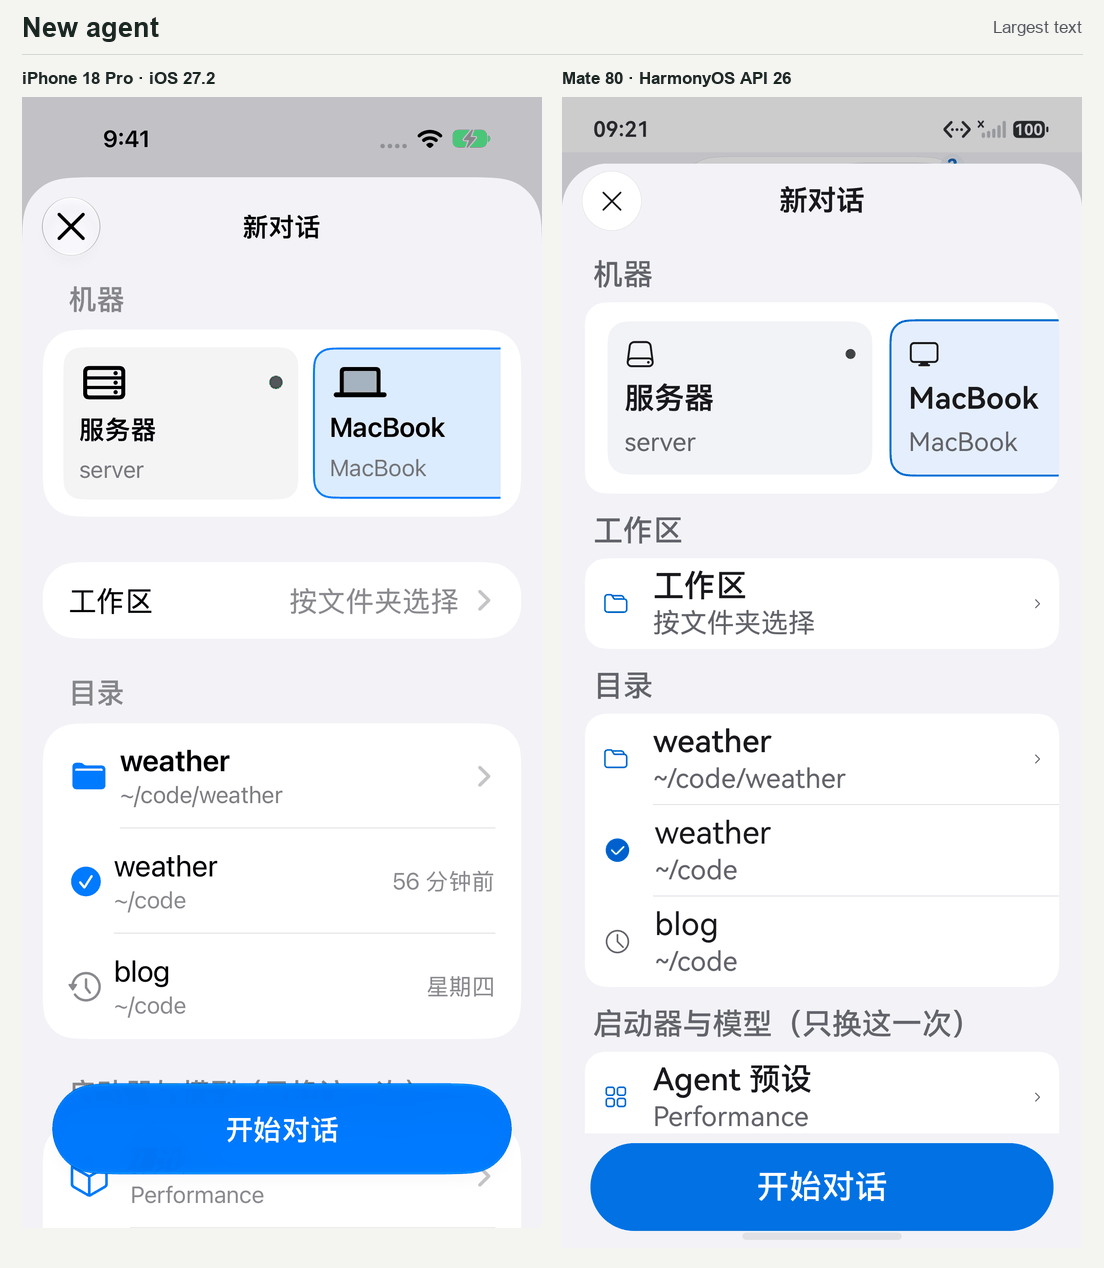 New agent
Largest text
iPhone 18 Pro · iOS 27.2
9:41
新对话
机器
服务器
server
MacBook
MacBook
工作区
按文件夹选择
目录
weather
~/code/weather
weather
~/code
56 分钟前
blog
~/code
星期四
开始对话
Performance
Mate 80 · HarmonyOS API 26
09:21
100
新对话
机器
服务器
server
MacBook
MacBook
工作区
工作区
按文件夹选择
目录
weather
~/code/weather
weather
~/code
blog
~/code
启动器与模型（只换这一次）
Agent 预设
Performance
开始对话